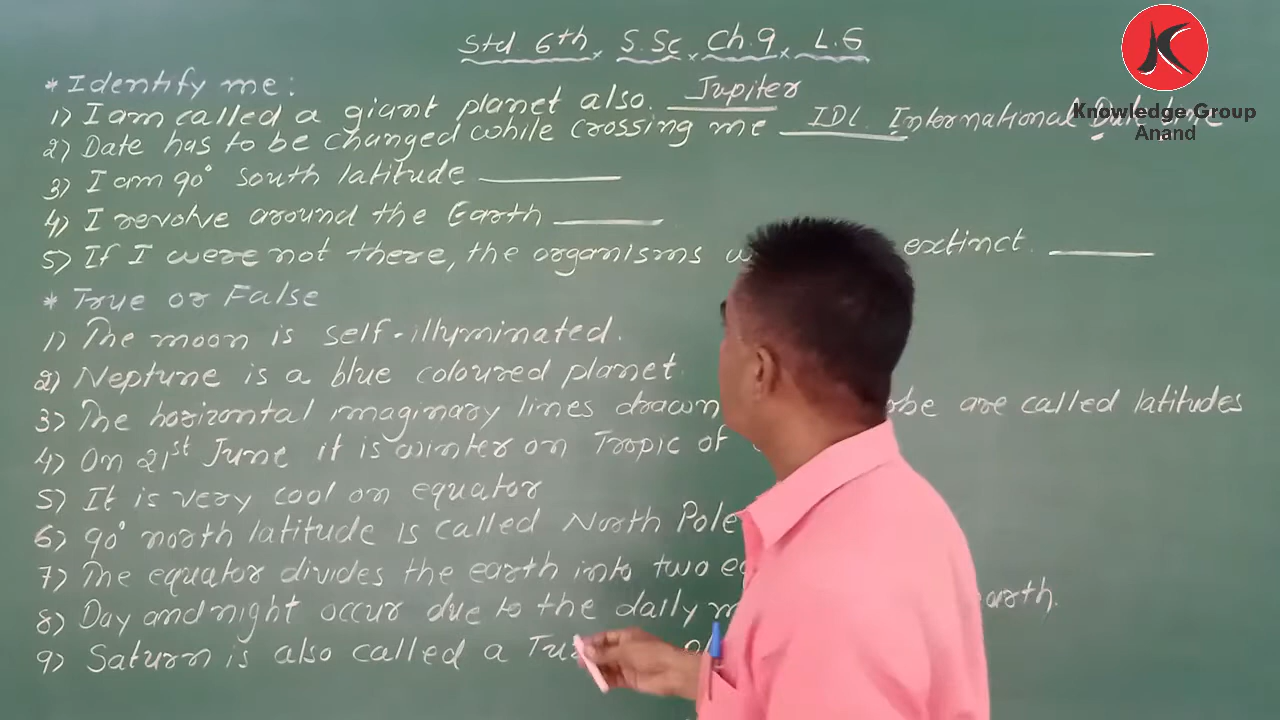 Std. 6th x S.Sc x Ch.9 x L.6
* Identify me:
1) I am called a giant planet also. Jupiter
2) Date has to be changed while crossing me IDL International Date Line
3) I am 90° south latitude
4) I revolve around the Earth
5) If I were not there, the organisms extinct.
* True or False
1) The moon is self-illuminated.
2) Neptune is a blue coloured planet.
3) The horizontal imaginary lines drawn are called latitudes
4) On 21st June it is winter on Tropic of
5) It is very cool on equator
6) 90° north latitude is called North Pole
7) The equator divides the earth into two
8) Day and night occur due to the daily
9) Saturn is also called a
K
Knowledge Group
Anand